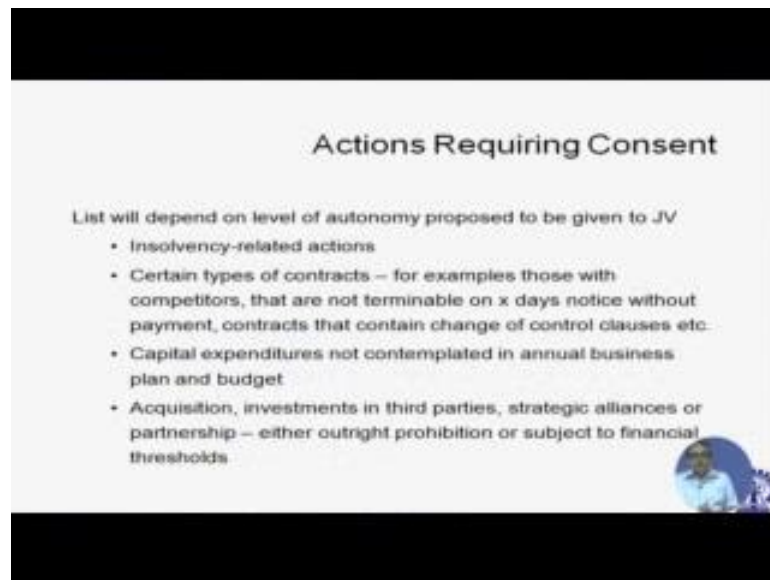 Actions Requiring Consent
List will depend on level of autonomy proposed to be given to JV
• Insolvency-related actions
• Certain types of contracts – for examples those with
competitors, that are not terminable on x days notice without
payment, contracts that contain change of control clauses etc.
• Capital expenditures not contemplated in annual business
plan and budget
• Acquisition, investments in third parties, strategic alliances or
partnership – either outright prohibition or subject to financial
thresholds